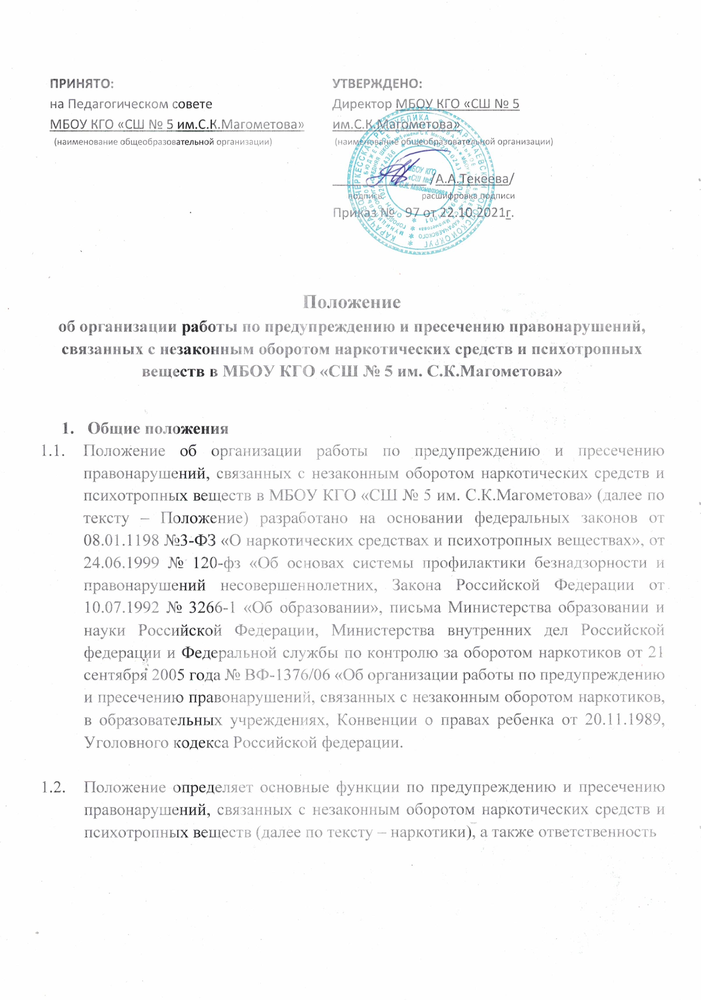 ПРИНЯТО:
на Педагогическом совете
МБОУ КГО «СШ № 5 им.С.К.Магометова»
(наименование общеобразовательной организации)
УТВЕРЖДЕНО:
Директор МБОУ КГО «СШ № 5
им.С.К.Магометова»
(наименование общеобразовательной организации)
/А.А.Текеева/
подпись расшифровка подписи
Приказ № 97 от 22.10.2021г.
МБОУ КГО
«СШ №5
им. С.К. Магометова»
Положение
об организации работы по предупреждению и пресечению правонарушений,
связанных с незаконным оборотом наркотических средств и психотропных
веществ в МБОУ КГО «СШ № 5 им. С.К.Магометова»
1. Общие положения
1.1. Положение об организации работы по предупреждению и пресечению
правонарушений, связанных с незаконным оборотом наркотических средств и
психотропных веществ в МБОУ КГО «СШ № 5 им. С.К.Магометова» (далее по
тексту – Положение) разработано на основании федеральных законов от
08.01.1198 №3-ФЗ «О наркотических средствах и психотропных веществах», от
24.06.1999 № 120-фз «Об основах системы профилактики безнадзорности и
правонарушений несовершеннолетних, Закона Российской Федерации от
10.07.1992 № 3266-1 «Об образовании», письма Министерства образовании и
науки Российской Федерации, Министерства внутренних дел Российской
федерации и Федеральной службы по контролю за оборотом наркотиков от 21
сентября 2005 года № ВФ-1376/06 «Об организации работы по предупреждению
и пресечению правонарушений, связанных с незаконным оборотом наркотиков,
в образовательных учреждениях, Конвенции о правах ребенка от 20.11.1989,
Уголовного кодекса Российской федерации.
1.2. Положение определяет основные функции по предупреждению и пресечению
правонарушений, связанных с незаконным оборотом наркотических средств и
психотропных веществ (далее по тексту – наркотики), а также ответственность